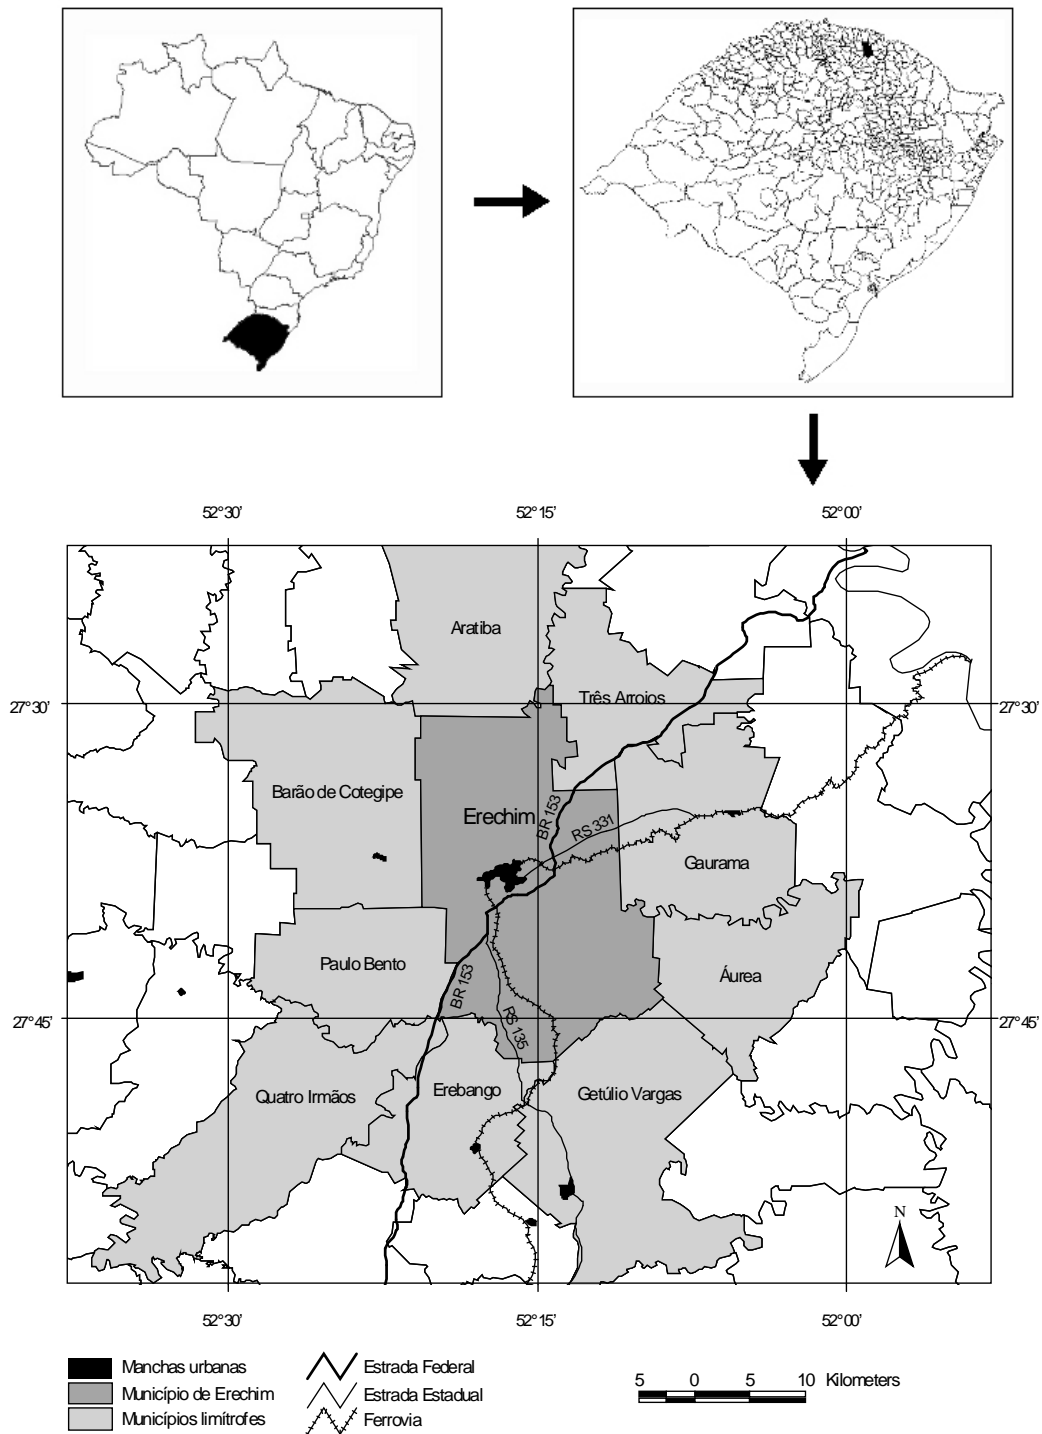 52°30' 52°15' 52°00'
Aratiba
Três Arroios
27°30' 27°30'
Barão de Cotegipe
Erechim
BR 153
RS 331
Gaurama
Paulo Bento
Áurea
BR 153
RS 135
27°45' 27°45'
Quatro Irmãos
Erebango
Getúlio Vargas
N
52°30' 52°15' 52°00'
Manchas urbanas
Município de Erechim
Municípios limítrofes
Estrada Federal
Estrada Estadual
Ferrovia
5 0 5 10 Kilometers